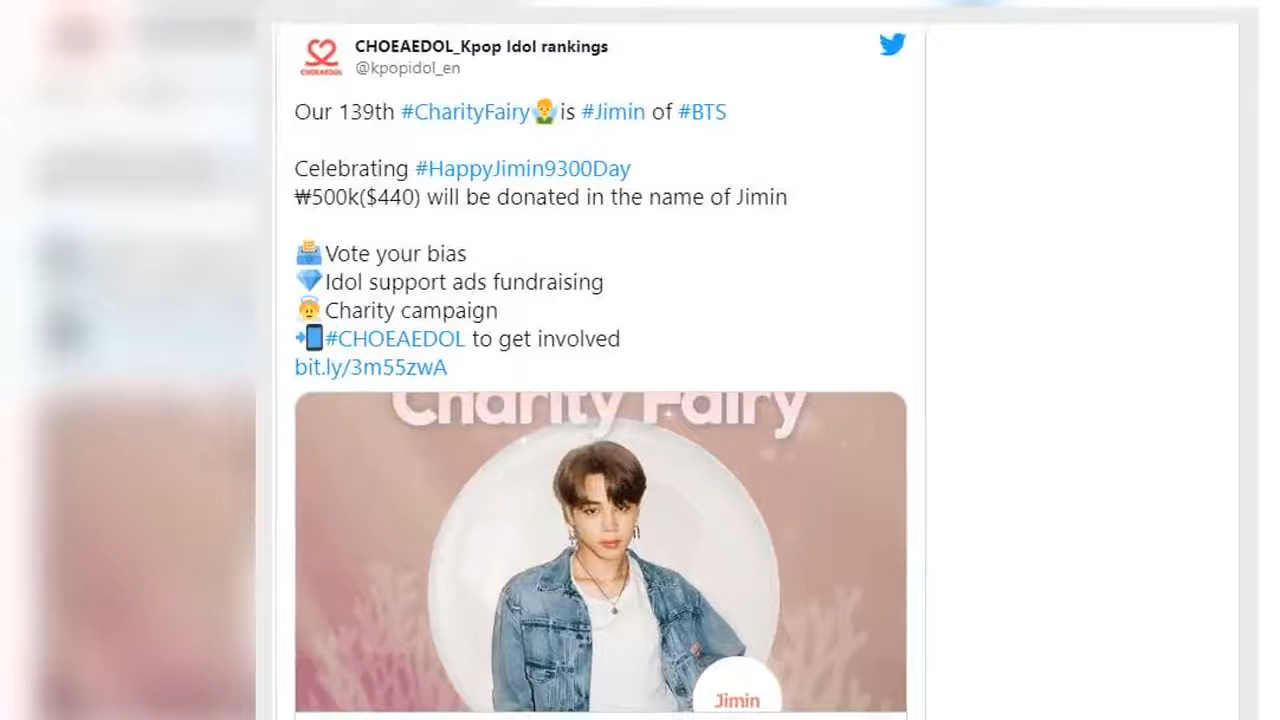 CHOEAEDOL_Kpop Idol rankings
CHOEAEDOL
@kpopidol_en
Our 139th #CharityFairy🧚‍♂️is #Jimin of #BTS
Celebrating #HappyJimin9300Day
₩500k($440) will be donated in the name of Jimin
🗳️Vote your bias
💎Idol support ads fundraising
👼Charity campaign
📲#CHOEAEDOL to get involved
bit.ly/3m55zwA
Charity Fairy
Jimin